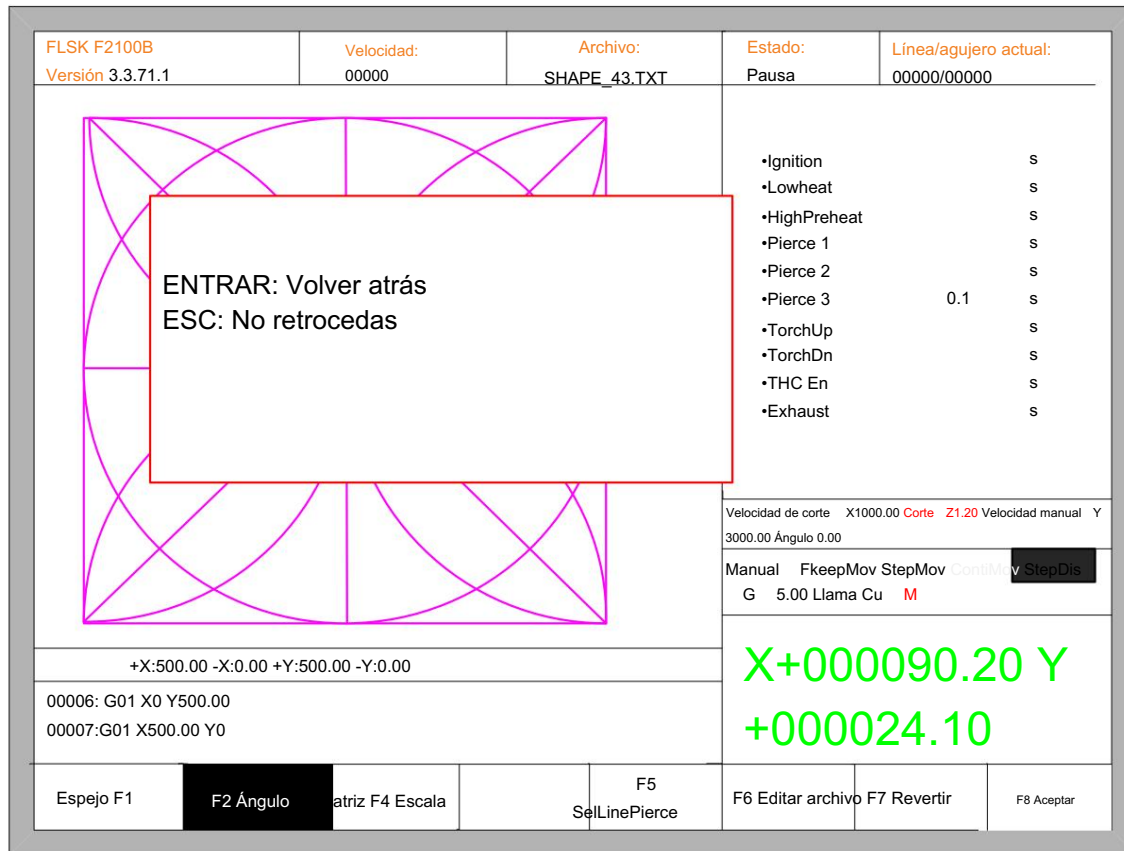 FLSK F2100B
Versión 3.3.71.1
Velocidad:
00000
Archivo:
SHAPE_43.TXT
Estado:
Pausa
Línea/agujero actual:
00000/00000
ENTRAR: Volver atrás
ESC: No retrocedas
•Ignition s
•Lowheat s
•HighPreheat s
•Pierce 1 s
•Pierce 2 s
•Pierce 3 0.1 s
•TorchUp s
•TorchDn s
•THC En s
•Exhaust s
Velocidad de corte X1000.00 Corte Z1.20 Velocidad manual Y
3000.00 Ángulo 0.00
Manual FkeepMov StepMov ContiMov StepDis
G 5.00 Llama Cu M
+X:500.00 -X:0.00 +Y:500.00 -Y:0.00
00006: G01 X0 Y500.00
00007:G01 X500.00 Y0
X+000090.20 Y
+000024.10
Espejo F1
F2 Ángulo
atriz F4 Escala
F5
SelLinePierce
F6 Editar archivo
F7 Revertir
F8 Aceptar